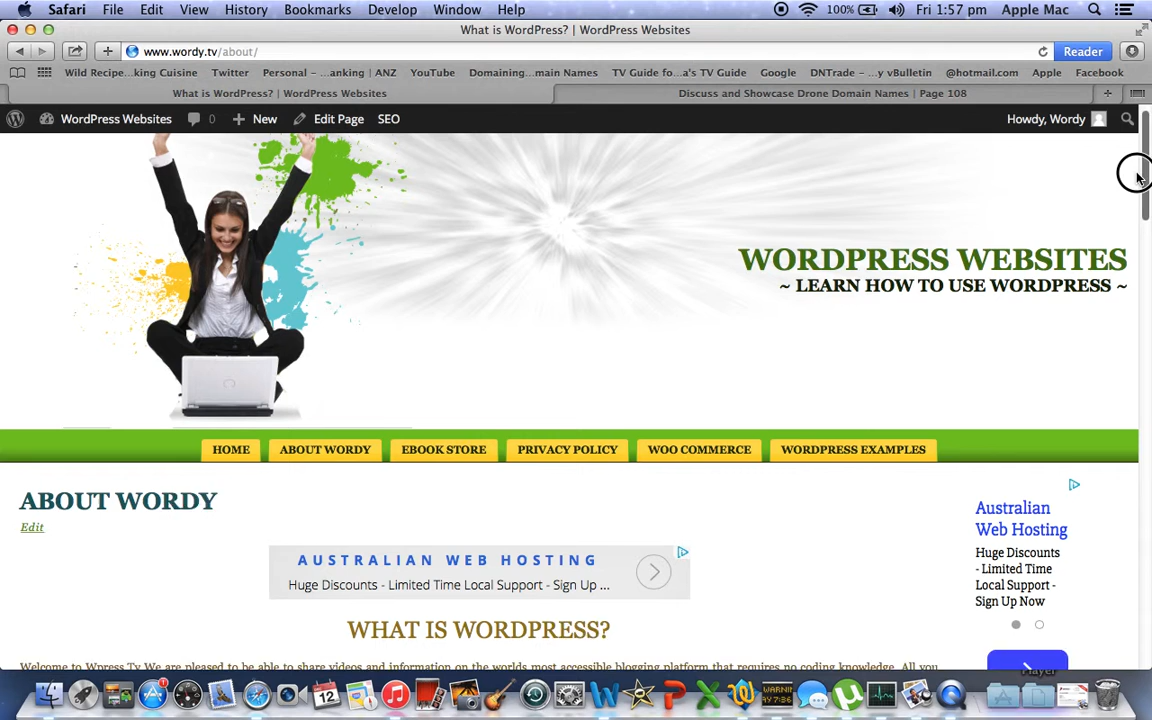 Safari File Edit View History Bookmarks Develop Window Help 100% Fri 1:57 pm Apple Mac
What is WordPress? | WordPress Websites
www.wordy.tv/about/ Reader
Wild Recipe...king Cuisine Twitter Personal – ...anking | ANZ YouTube Domaining...main Names TV Guide fo...a's TV Guide Google DNTrade – ...y vBulletin @hotmail.com Apple Facebook
What is WordPress? | WordPress Websites Discuss and Showcase Drone Domain Names | Page 108
WordPress Websites 0 New Edit Page SEO Howdy, Wordy
WORDPRESS WEBSITES
~ LEARN HOW TO USE WORDPRESS ~
HOME ABOUT WORDY EBOOK STORE PRIVACY POLICY WOO COMMERCE WORDPRESS EXAMPLES
ABOUT WORDY
Edit
AUSTRALIAN WEB HOSTING
Huge Discounts - Limited Time Local Support - Sign Up ...
Australian
Web Hosting
Huge Discounts
- Limited Time
Local Support -
Sign Up Now
WHAT IS WORDPRESS?
Welcome to Wpress.Tv We are pleased to be able to share videos and information on the worlds most accessible blogging platform that requires no coding knowledge. All you
12
1